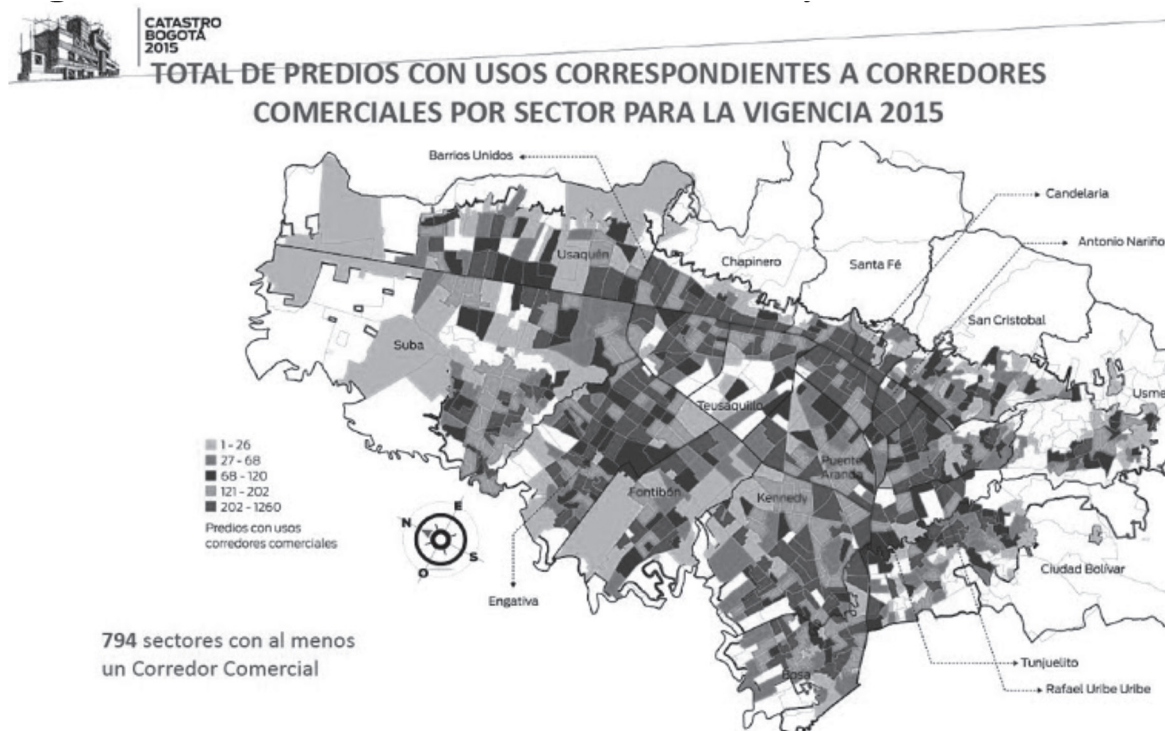 CATASTRO
BOGOTÁ
2015
TOTAL DE PREDIOS CON USOS CORRESPONDIENTES A CORREDORES
COMERCIALES POR SECTOR PARA LA VIGENCIA 2015
Barrios Unidos
Candelaria
Antonio Nariño
Usaquén
Chapinero
Santa Fé
San Cristobal
Suba
Usme
Teusaquillo
1 - 26
27 - 68
68 - 120
121 - 202
202 - 1260
Predios con usos
corredores comerciales
Puente
Aranda
Fontibón
Kennedy
N
E
S
O
Ciudad Bolívar
Engativa
794 sectores con al menos
un Corredor Comercial
Bosa
Tunjuelito
Rafael Uribe Uribe